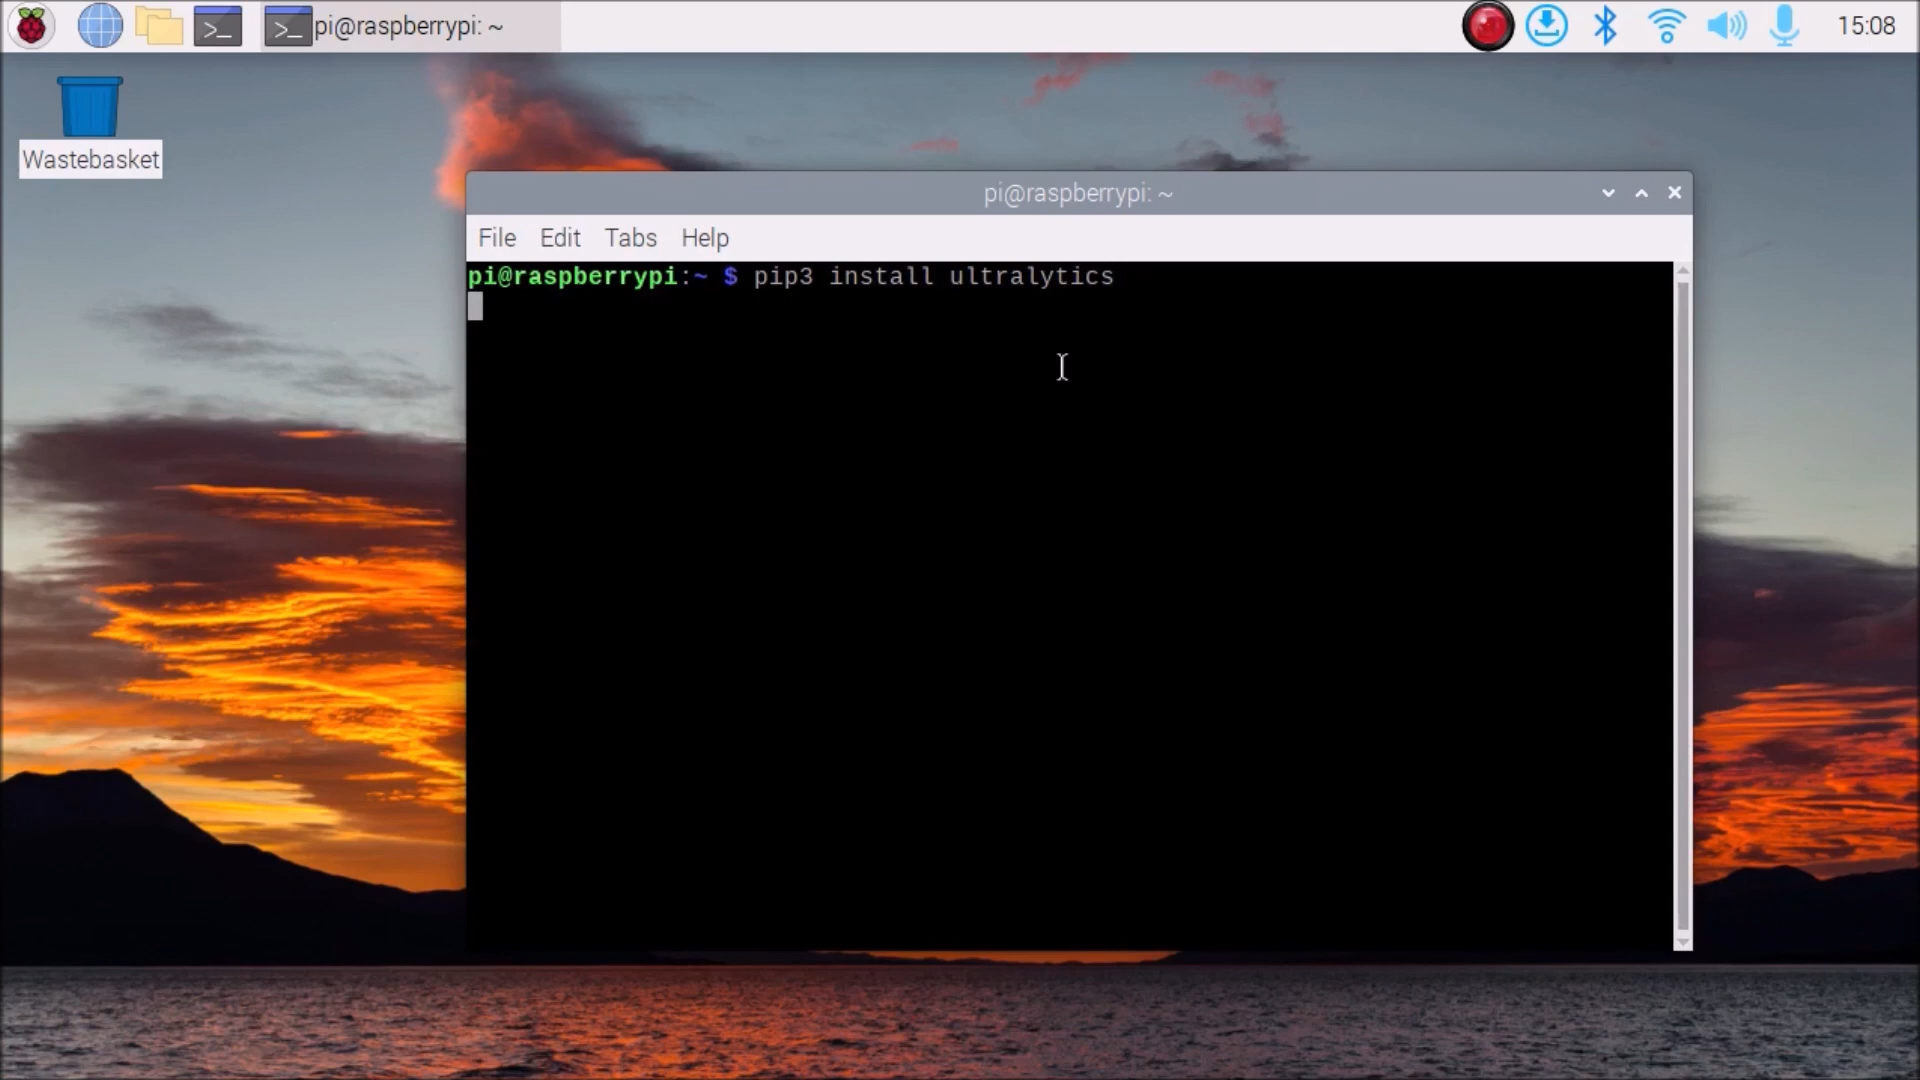 pi@raspberrypi: ~
15:08
Wastebasket
pi@raspberrypi: ~
File Edit Tabs Help
pi@raspberrypi:~ $ pip3 install ultralytics